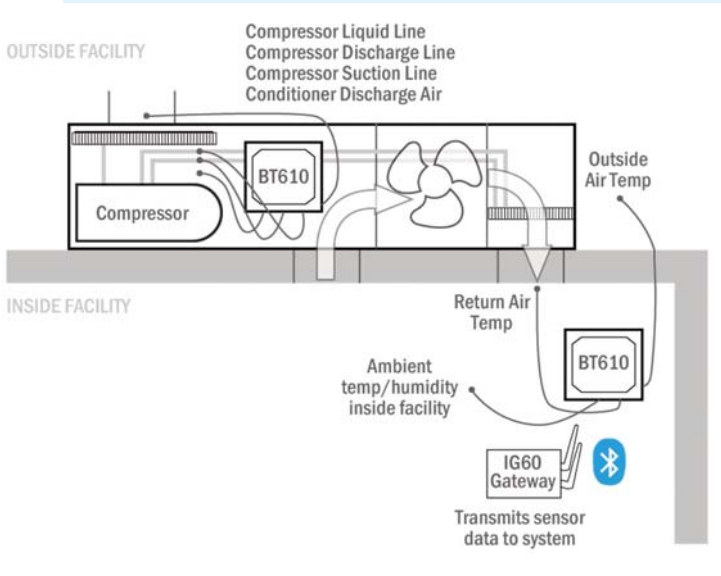 OUTSIDE FACILITY
Compressor Liquid Line
Compressor Discharge Line
Compressor Suction Line
Conditioner Discharge Air
BT610
Compressor
Outside
Air Temp
INSIDE FACILITY
Return Air
Temp
BT610
Ambient
temp/humidity
inside facility
IG60
Gateway
Transmits sensor
data to system